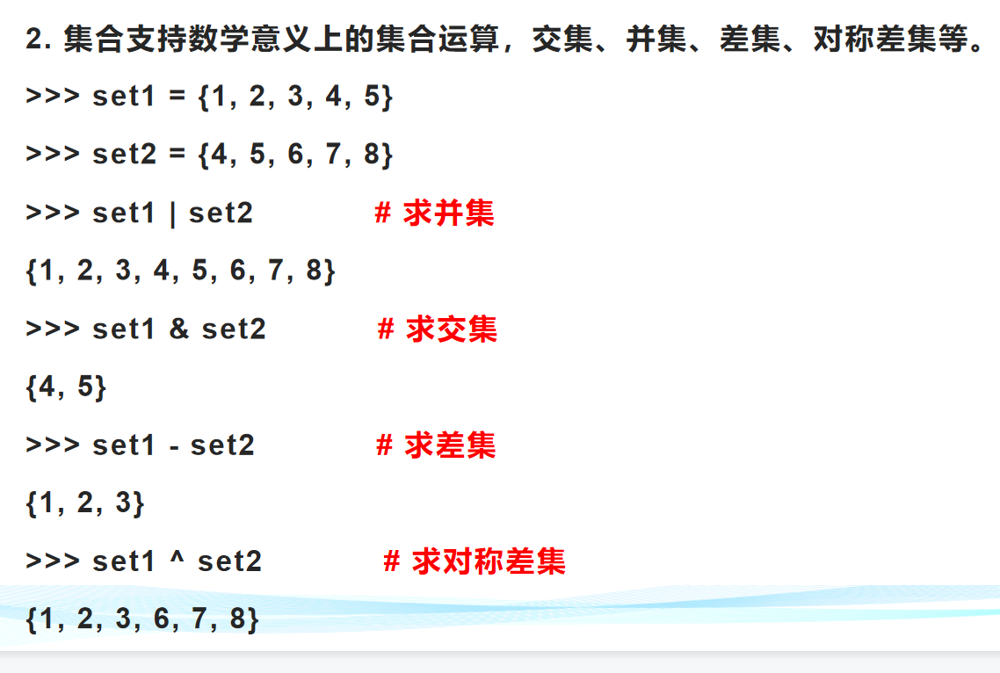 2. 集合支持数学意义上的集合运算，交集、并集、差集、对称差集等。
>>> set1 = {1, 2, 3, 4, 5}
>>> set2 = {4, 5, 6, 7, 8}
>>> set1 | set2 # 求并集
{1, 2, 3, 4, 5, 6, 7, 8}
>>> set1 & set2 # 求交集
{4, 5}
>>> set1 - set2 # 求差集
{1, 2, 3}
>>> set1 ^ set2 # 求对称差集
{1, 2, 3, 6, 7, 8}